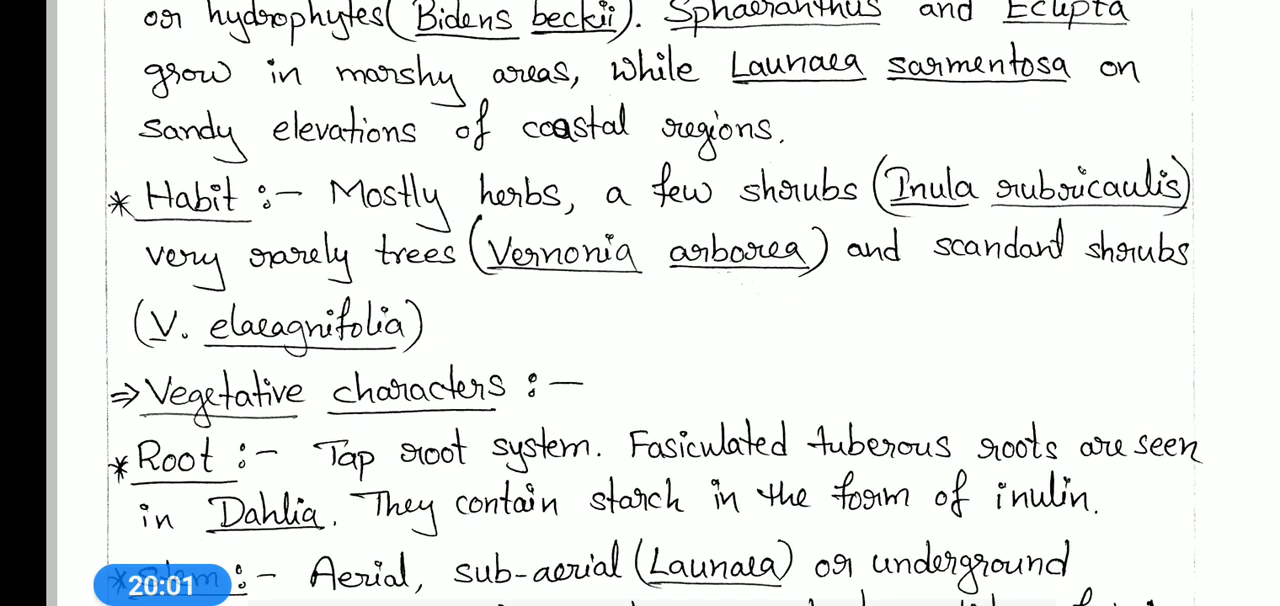 or hydrophytes (Bidens beckii). Sphaeranthus and Eclipta
grow in marshy areas, while Launaea sarmentosa on
sandy elevations of coastal regions.
* Habit :- Mostly herbs, a few shrubs (Inula rubricaulis)
very rarely trees (Vernonia arborea) and scandant shrubs
(V. elaeagnifolia)
⇒ Vegetative characters :-
* Root :- Tap root system. Fasiculated tuberous roots are seen
in Dahlia. They contain starch in the form of inulin.
* Stem :- Aerial, sub-aerial (Launaea) or underground
20:01